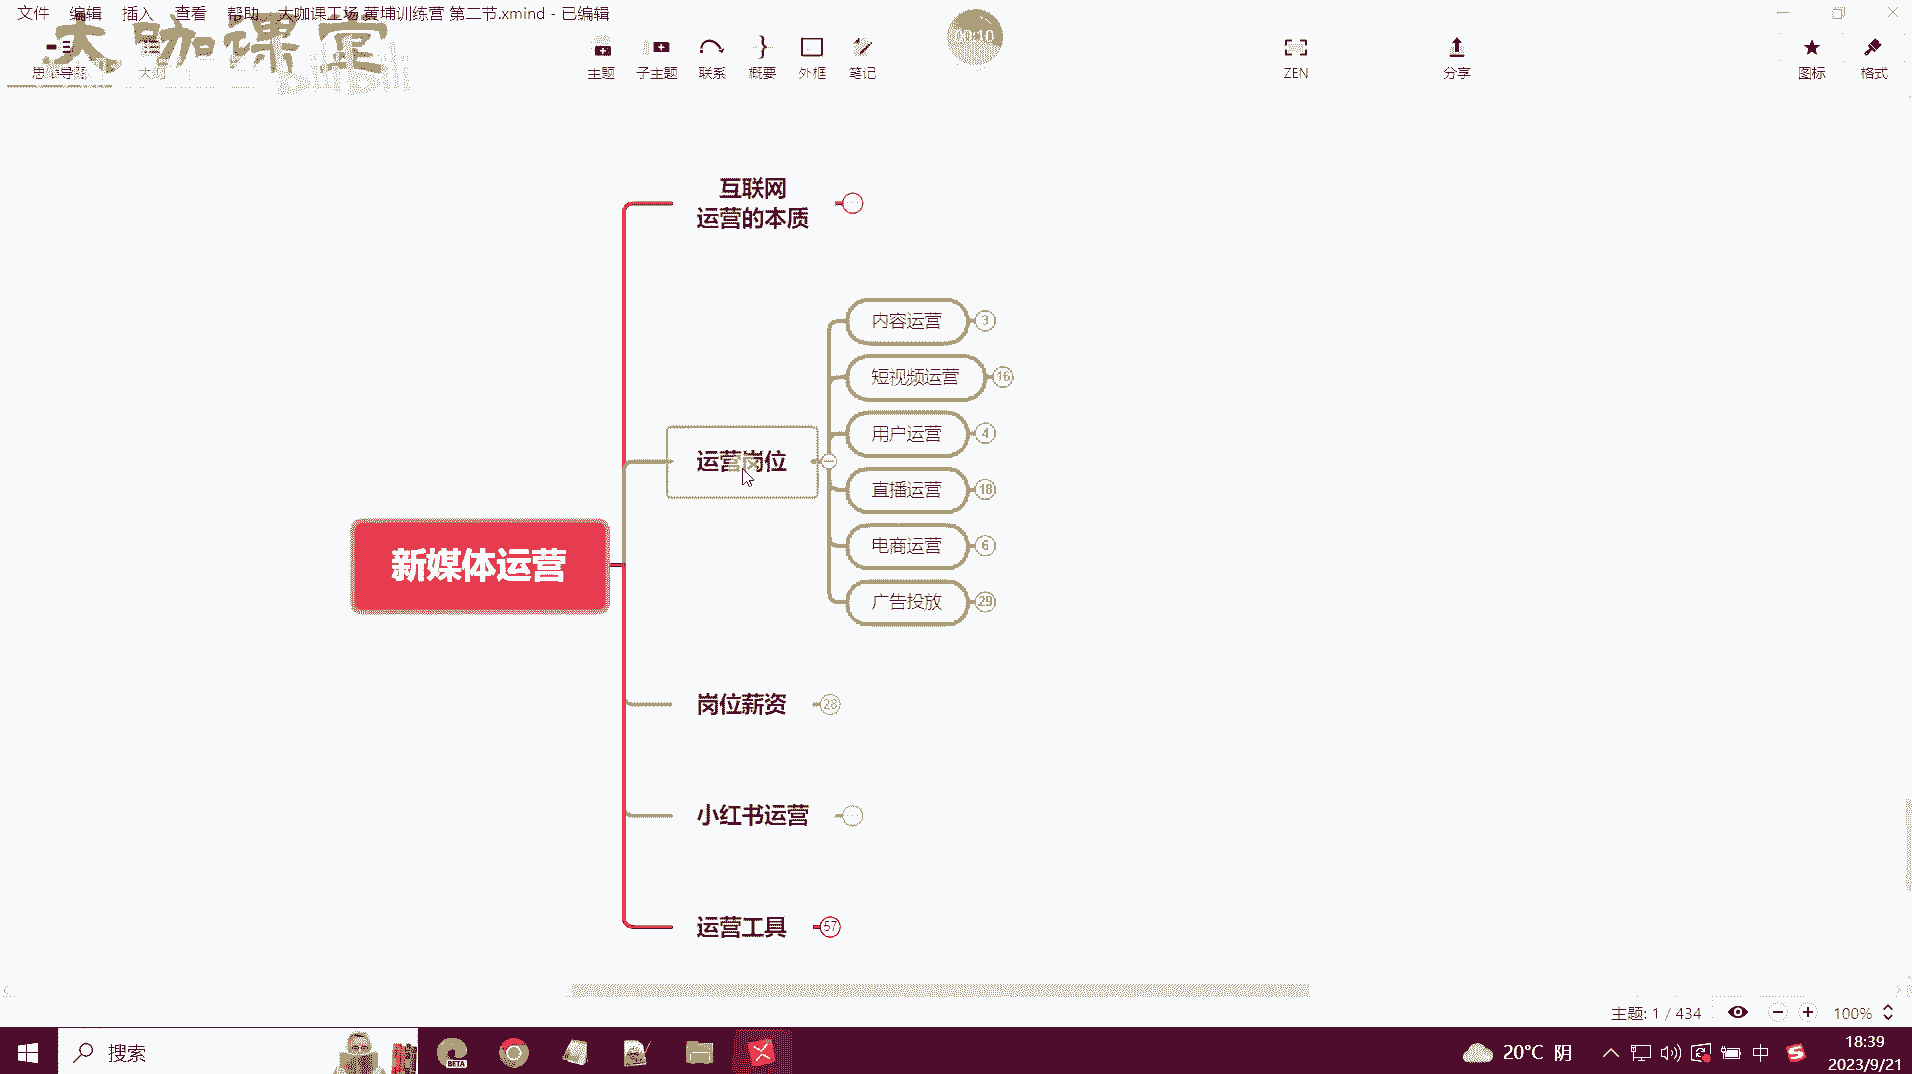 文件 编辑 插入 查看 帮助 大咖课工场 黄埔训练营 第二节.xmind - 已编辑
大咖课堂
bilibili
00:10
思维导图 大纲 主题 子主题 联系 概要 外框 笔记 ZEN 分享 图标 格式
互联网
运营的本质
内容运营 3
短视频运营 16
用户运营 4
运营岗位
直播运营 18
电商运营 6
新媒体运营
广告投放 29
岗位薪资 28
小红书运营
运营工具 57
主题: 1 / 434 100%
搜索 BETA 20°C 阴 中 18:39
2023/9/21